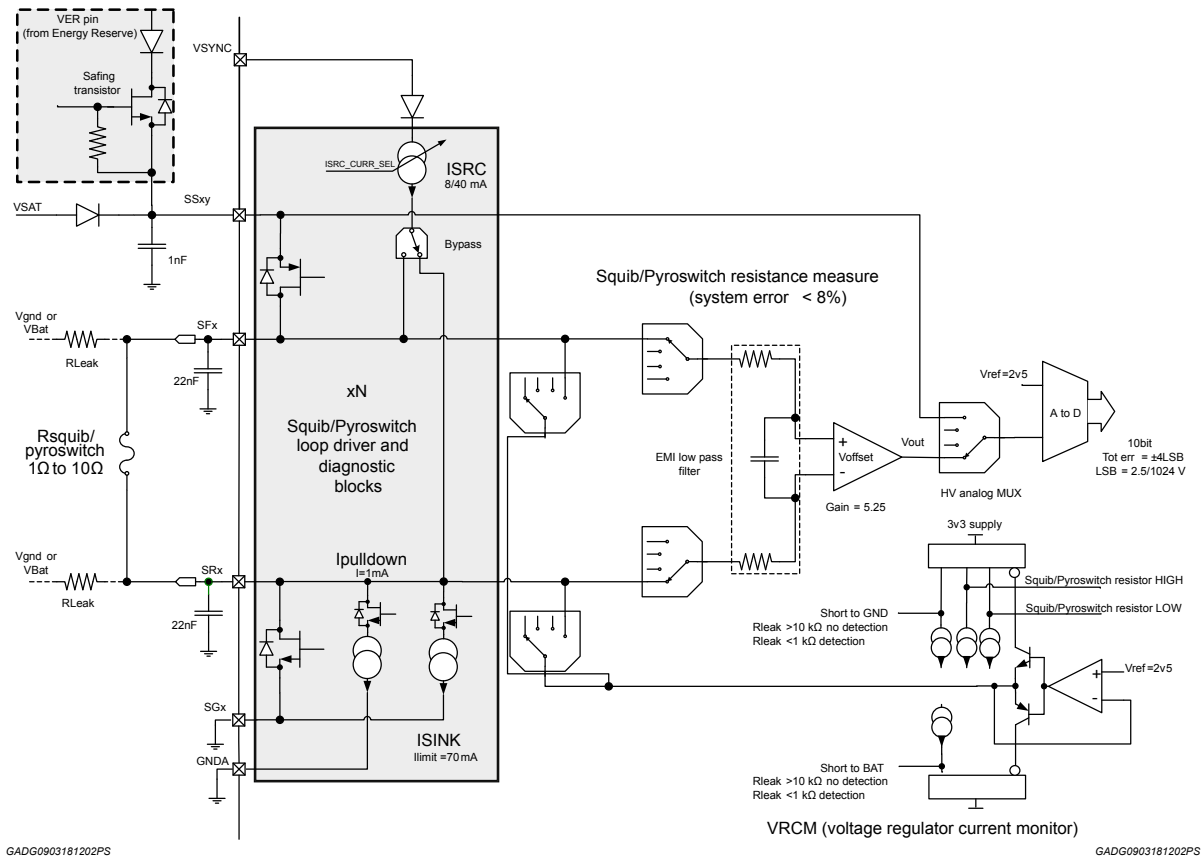 VER pin
(from Energy Reserve)
Safing
transistor
VSYNC
ISRC_CURR_SEL
ISRC
8/40 mA
VSAT
SSxy
1nF
Bypass
Squib/Pyroswitch resistance measure
(system error < 8%)
Vgnd or
VBat
RLeak
SFx
22nF
xN
Squib/Pyroswitch
loop driver and
diagnostic
blocks
Rsquib/
pyroswitch
1Ω to 10Ω
EMI low pass
filter
+
Voffset
-
Gain = 5.25
Vout
HV analog MUX
Vref=2v5
A to D
10bit
Tot err = ±4LSB
LSB = 2.5/1024 V
Vgnd or
VBat
RLeak
SRx
22nF
Ipulldown
I=1mA
3v3 supply
Squib/Pyroswitch resistor HIGH
Squib/Pyroswitch resistor LOW
Short to GND
Rleak >10 kΩ no detection
Rleak <1 kΩ detection
Vref=2v5
+
-
SGx
GNDA
ISINK
Ilimit =70mA
Short to BAT
Rleak >10 kΩ no detection
Rleak <1 kΩ detection
VRCM (voltage regulator current monitor)
GADG0903181202PS
GADG0903181202PS